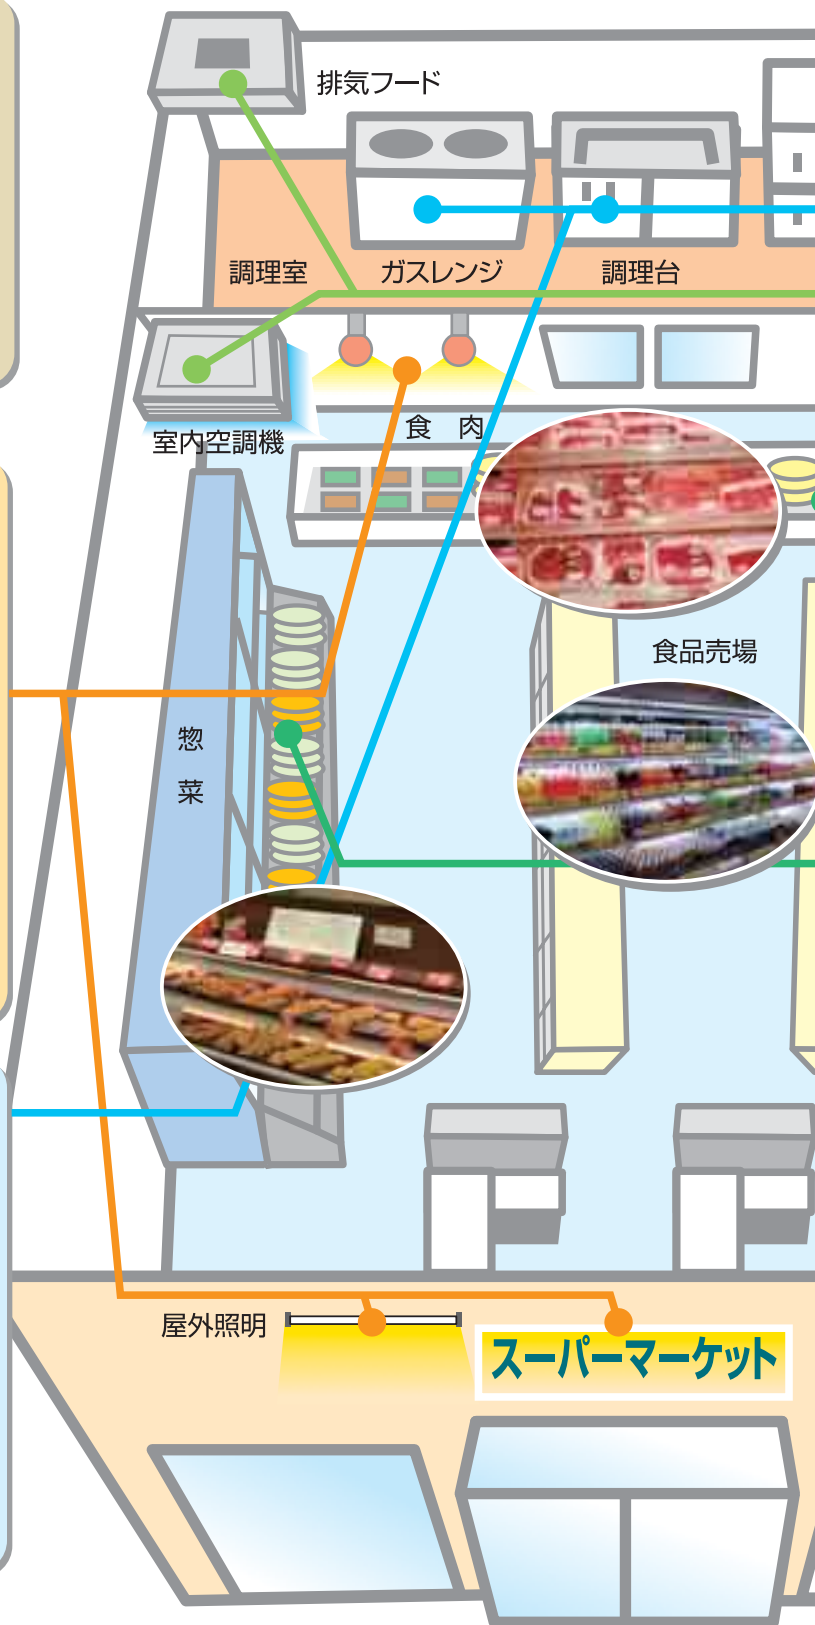 排気フード
調理室
ガスレンジ
調理台
室内空調機
食肉
食品売場
惣菜
屋外照明
スーパーマーケット